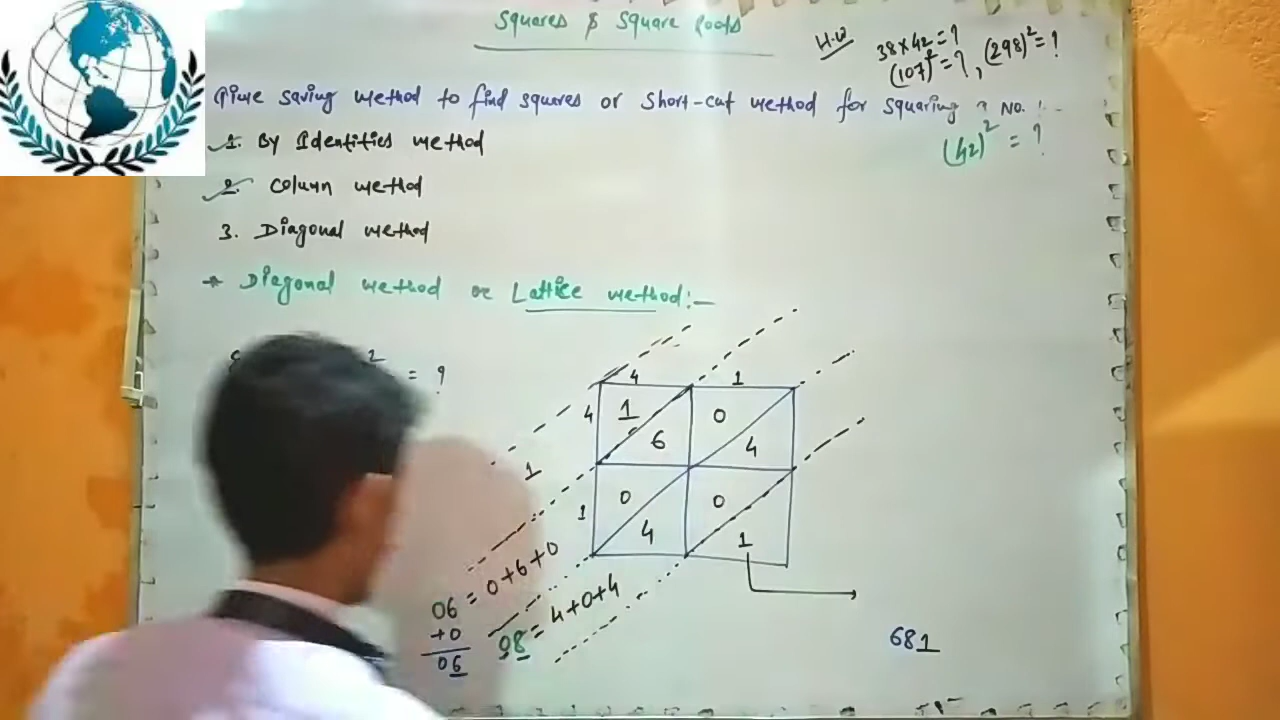 Squares & Square Roots
H.W 38×42=?
(107)²=?, (298)²=?
Time saving method to find squares or Short-cut method for squaring a No. :-
(42)² = ?
1. By Identities method
2. Column method
3. Diagonal method
* Diagonal method or Lattice method:-
2 = ?
4 1
4 1 0
6 4
1
0 0
1 4 1
06 = 0+6+0
+0
06
08 = 4+0+4
681